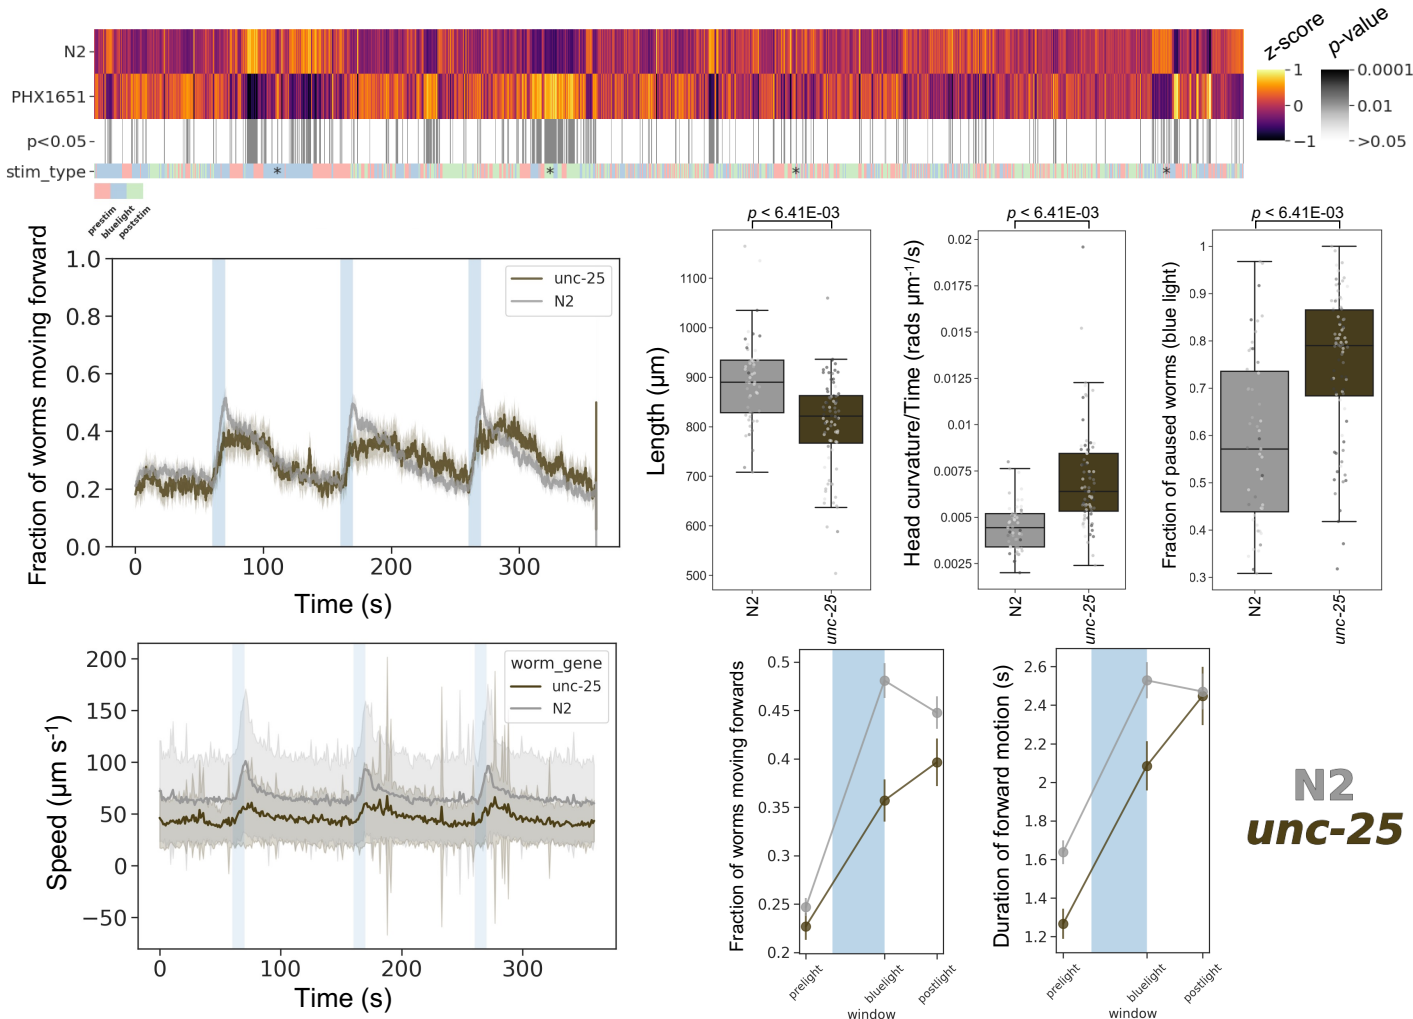 N2
PHX1651
p<0.05
stim_type
* * * *
prestim
bluelight
poststim
z-score
1
0
−1
p-value
0.0001
0.01
>0.05
Fraction of worms moving forward
1.0
0.8
0.6
0.4
0.2
0.0
unc-25
N2
0 100 200 300
Time (s)
p < 6.41E-03
Length (µm)
1100
1000
900
800
700
600
500
N2
unc-25
p < 6.41E-03
Head curvature/Time (rads µm⁻¹/s)
0.02
0.0175
0.015
0.0125
0.01
0.0075
0.005
0.0025
N2
unc-25
p < 6.41E-03
Fraction of paused worms (blue light)
1
0.9
0.8
0.7
0.6
0.5
0.4
0.3
N2
unc-25
Speed (µm s⁻¹)
200
150
100
50
0
−50
worm_gene
unc-25
N2
0 100 200 300
Time (s)
Fraction of worms moving forwards
0.5
0.45
0.4
0.35
0.3
0.25
0.2
prelight
bluelight
postlight
window
Duration of forward motion (s)
2.6
2.4
2.2
2
1.8
1.6
1.4
1.2
prelight
bluelight
postlight
window
N2
unc-25